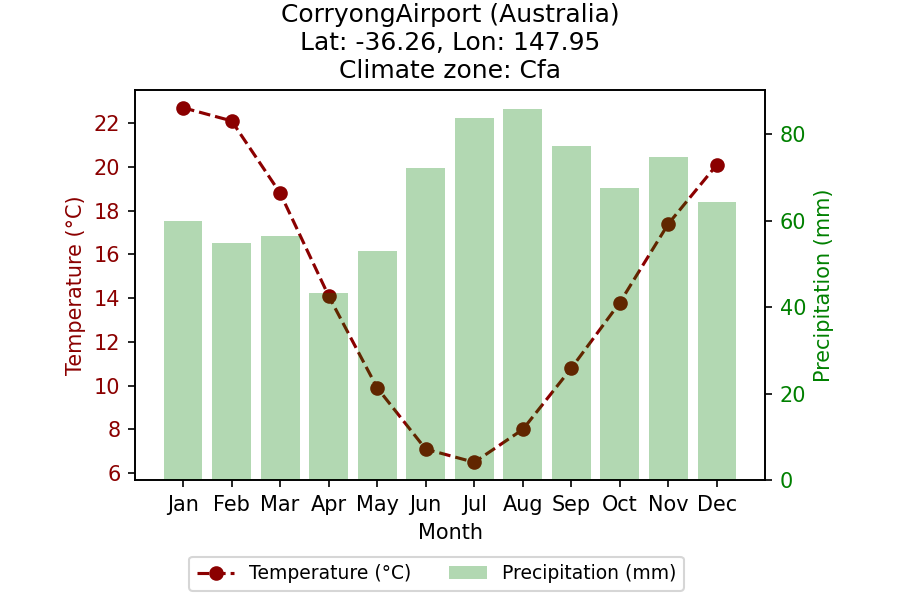 CorryongAirport (Australia)
Lat: -36.26, Lon: 147.95
Climate zone: Cfa
Temperature (°C)
22
20
18
16
14
12
10
8
6
Precipitation (mm)
80
60
40
20
0
Jan Feb Mar Apr May Jun Jul Aug Sep Oct Nov Dec
Month
Temperature (°C) Precipitation (mm)